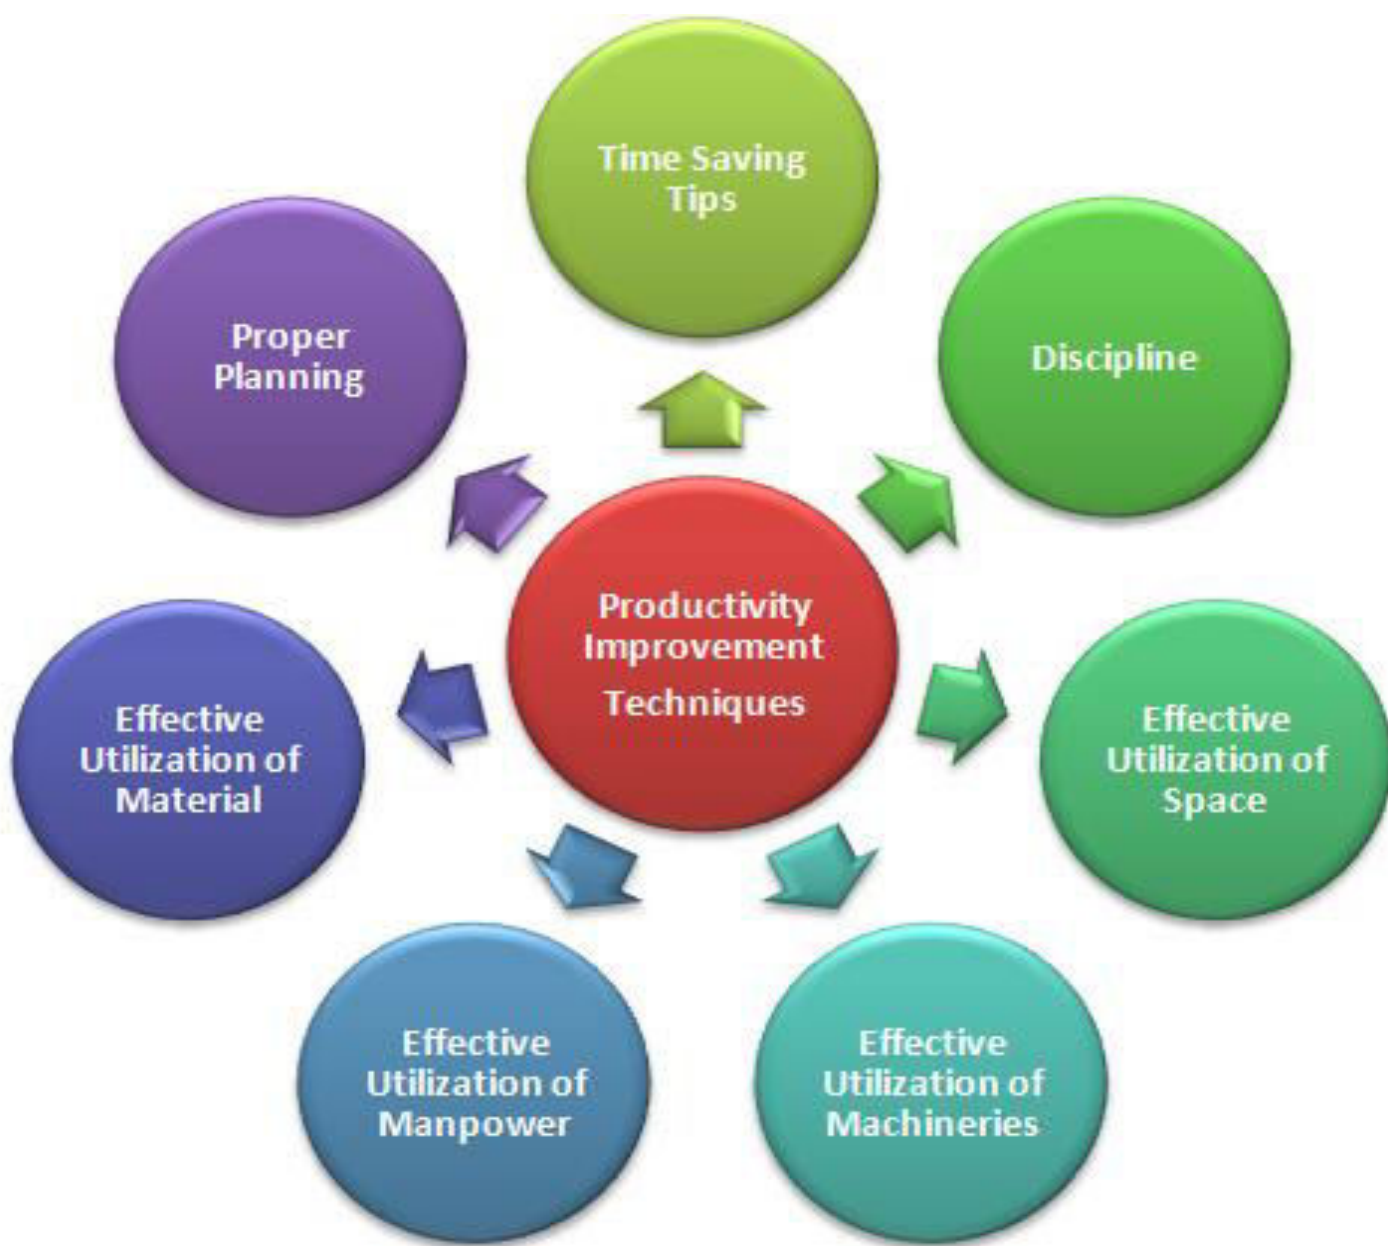 Time Saving
Tips
Discipline
Effective
Utilization of
Space
Effective
Utilization of
Machineries
Effective
Utilization of
Manpower
Effective
Utilization of
Material
Proper
Planning
Productivity
Improvement
Techniques